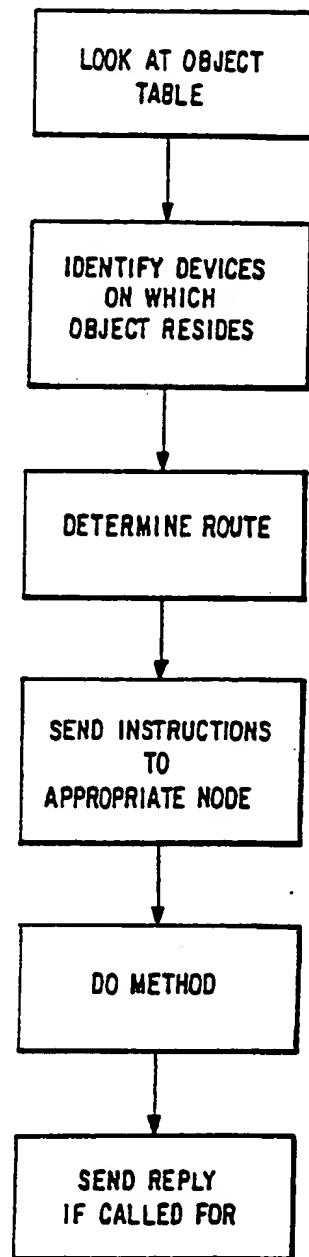 LOOK AT OBJECT
TABLE
IDENTIFY DEVICES
ON WHICH
OBJECT RESIDES
DETERMINE ROUTE
SEND INSTRUCTIONS
TO
APPROPRIATE NODE
DO METHOD
SEND REPLY
IF CALLED FOR